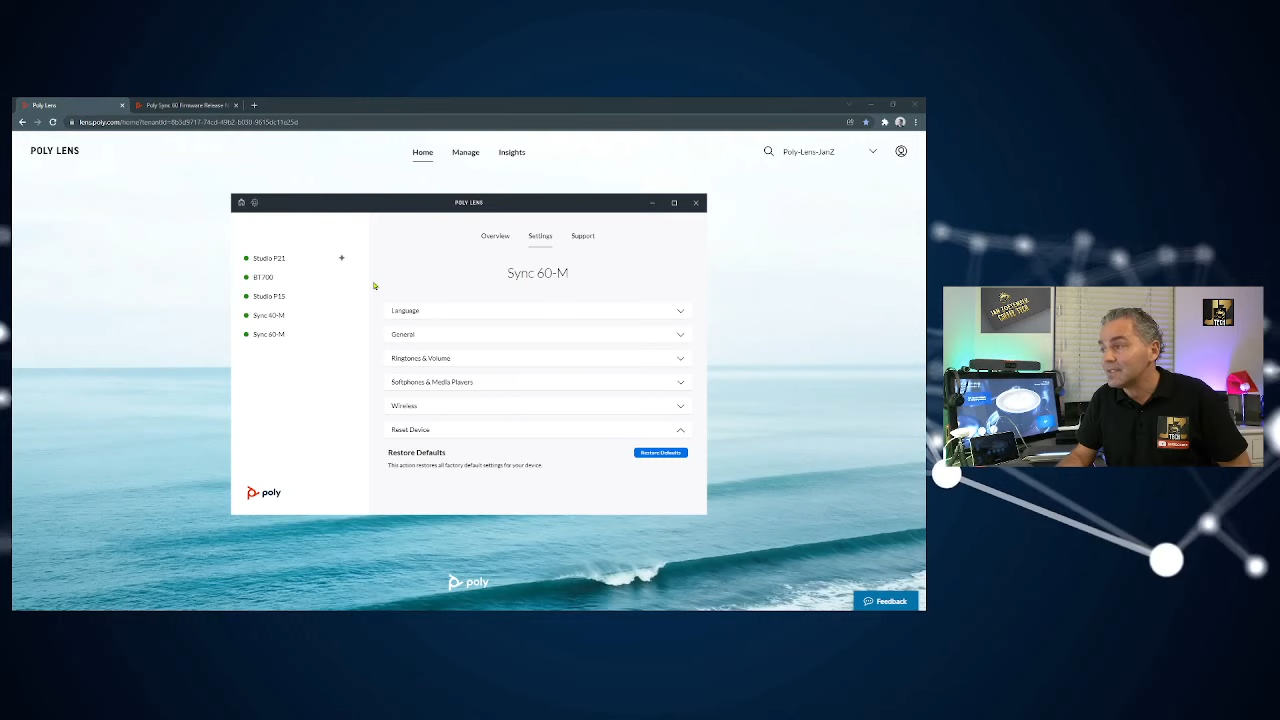 Poly Lens
Poly Sync 60 Firmware Release N
lens.poly.com/home?tenantId=8b3d9717-74cd-49b2-b030-9615dc11e25d
POLY LENS
Home
Manage
Insights
Poly-Lens-JanZ
POLY LENS
Overview
Settings
Support
Studio P21
BT700
Studio P15
Sync 40-M
Sync 60-M
Sync 60-M
Language
General
Ringtones & Volume
Softphones & Media Players
Wireless
Reset Device
Restore Defaults
Restore Defaults
This action restores all factory default settings for your device.
poly
poly
Feedback
TECH
TECH